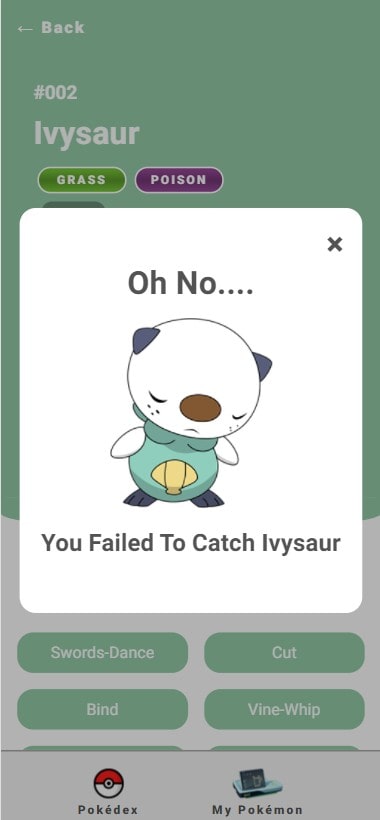 ← Back
#002
Ivysaur
GRASS POISON
×
Oh No....
You Failed To Catch Ivysaur
Swords-Dance Cut
Bind Vine-Whip
Pokédex My Pokémon